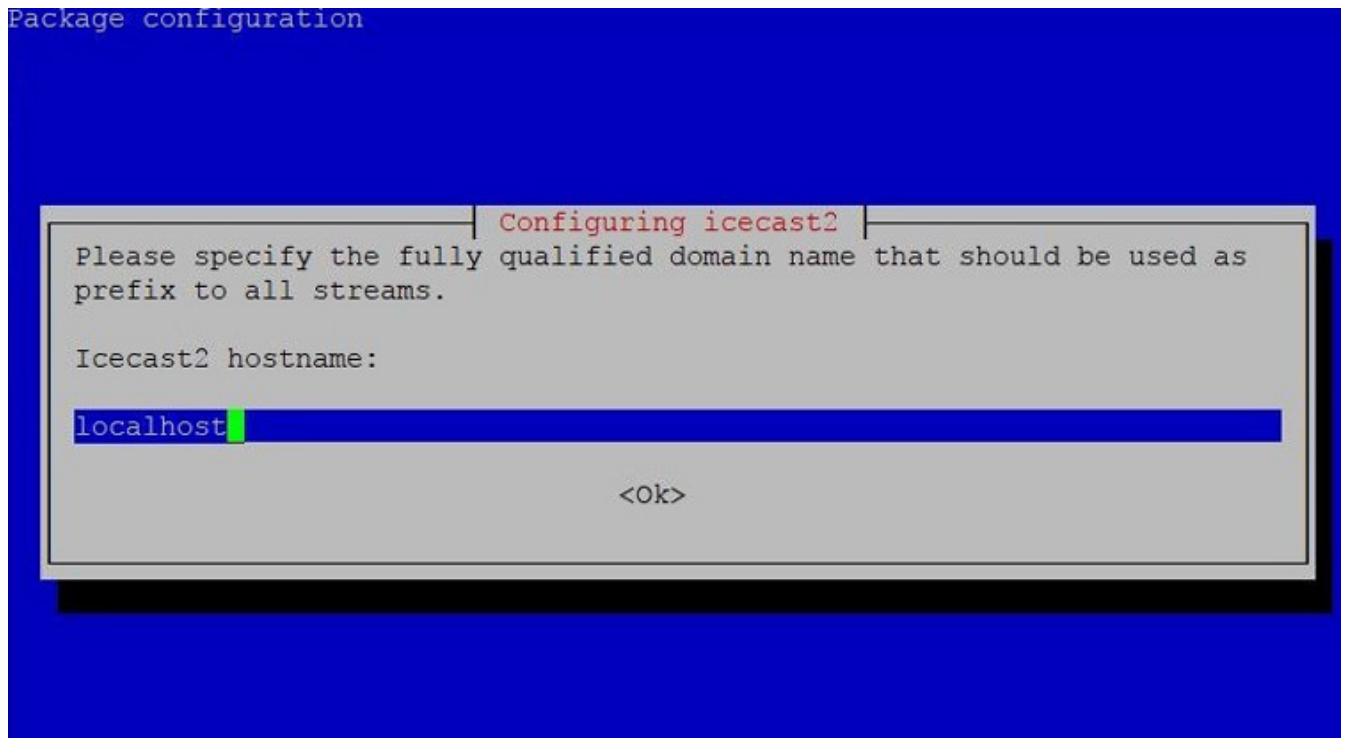 Package configuration
Configuring icecast2
Please specify the fully qualified domain name that should be used as
prefix to all streams.
Icecast2 hostname:
localhost
<Ok>